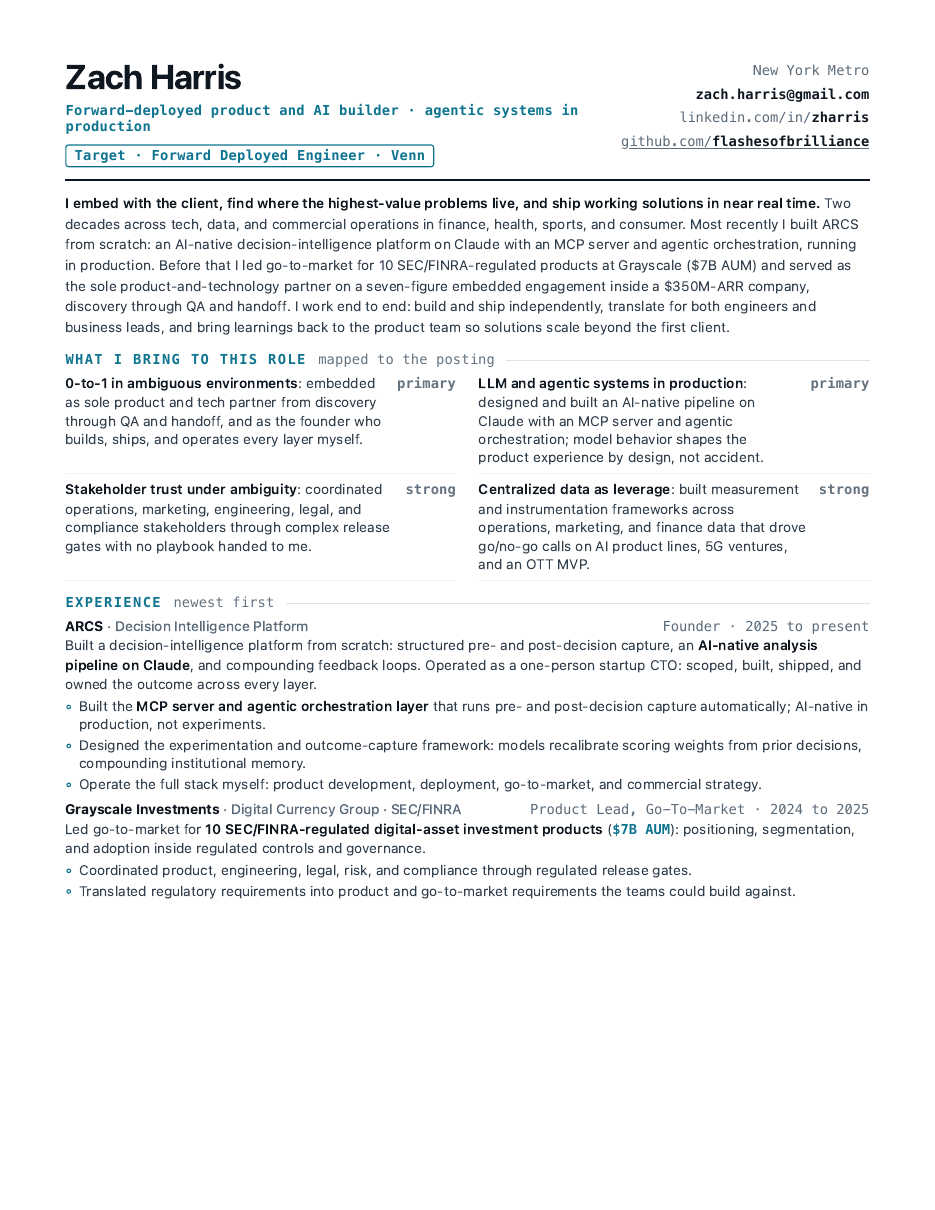 Zach Harris
Forward-deployed product and AI builder · agentic systems in
production
Target · Forward Deployed Engineer · Venn
New York Metro
zach.harris@gmail.com
linkedin.com/in/zharris
github.com/flashesofbrilliance
I embed with the client, find where the highest-value problems live, and ship working solutions in near real time. Two
decades across tech, data, and commercial operations in finance, health, sports, and consumer. Most recently I built ARCS
from scratch: an AI-native decision-intelligence platform on Claude with an MCP server and agentic orchestration, running
in production. Before that I led go-to-market for 10 SEC/FINRA-regulated products at Grayscale ($7B AUM) and served as
the sole product-and-technology partner on a seven-figure embedded engagement inside a $350M-ARR company,
discovery through QA and handoff. I work end to end: build and ship independently, translate for both engineers and
business leads, and bring learnings back to the product team so solutions scale beyond the first client.
WHAT I BRING TO THIS ROLE mapped to the posting
0-to-1 in ambiguous environments: embedded primary
as sole product and tech partner from discovery
through QA and handoff, and as the founder who
builds, ships, and operates every layer myself.
LLM and agentic systems in production: primary
designed and built an AI-native pipeline on
Claude with an MCP server and agentic
orchestration; model behavior shapes the
product experience by design, not accident.
Stakeholder trust under ambiguity: coordinated strong
operations, marketing, engineering, legal, and
compliance stakeholders through complex release
gates with no playbook handed to me.
Centralized data as leverage: built measurement strong
and instrumentation frameworks across
operations, marketing, and finance data that drove
go/no-go calls on AI product lines, 5G ventures,
and an OTT MVP.
EXPERIENCE newest first
ARCS · Decision Intelligence Platform Founder · 2025 to present
Built a decision-intelligence platform from scratch: structured pre- and post-decision capture, an AI-native analysis
pipeline on Claude, and compounding feedback loops. Operated as a one-person startup CTO: scoped, built, shipped, and
owned the outcome across every layer.
Built the MCP server and agentic orchestration layer that runs pre- and post-decision capture automatically; AI-native in
production, not experiments.
Designed the experimentation and outcome-capture framework: models recalibrate scoring weights from prior decisions,
compounding institutional memory.
Operate the full stack myself: product development, deployment, go-to-market, and commercial strategy.
Grayscale Investments · Digital Currency Group · SEC/FINRA Product Lead, Go-To-Market · 2024 to 2025
Led go-to-market for 10 SEC/FINRA-regulated digital-asset investment products ($7B AUM): positioning, segmentation,
and adoption inside regulated controls and governance.
Coordinated product, engineering, legal, risk, and compliance through regulated release gates.
Translated regulatory requirements into product and go-to-market requirements the teams could build against.